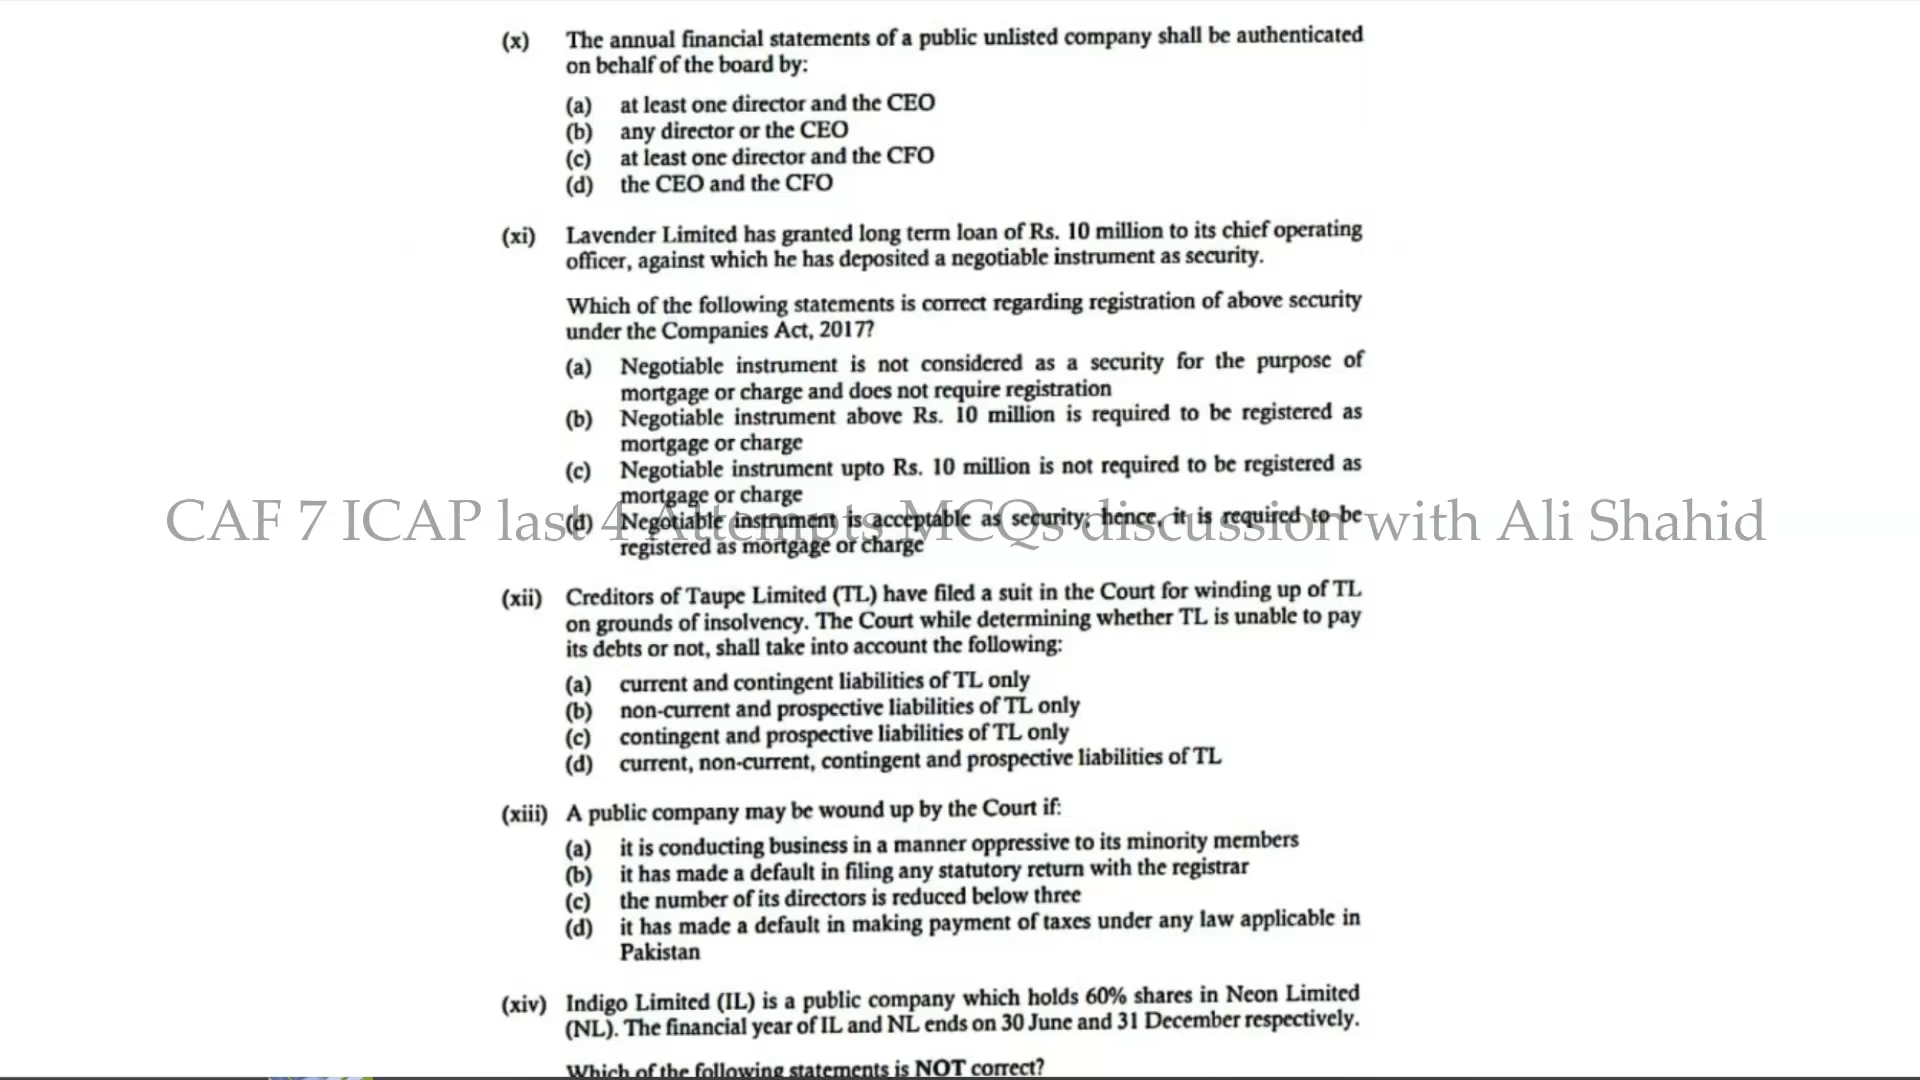 (x) The annual financial statements of a public unlisted company shall be authenticated
on behalf of the board by:
(a) at least one director and the CEO
(b) any director or the CEO
(c) at least one director and the CFO
(d) the CEO and the CFO
(xi) Lavender Limited has granted long term loan of Rs. 10 million to its chief operating
officer, against which he has deposited a negotiable instrument as security.
Which of the following statements is correct regarding registration of above security
under the Companies Act, 2017?
(a) Negotiable instrument is not considered as a security for the purpose of
mortgage or charge and does not require registration
(b) Negotiable instrument above Rs. 10 million is required to be registered as
mortgage or charge
(c) Negotiable instrument upto Rs. 10 million is not required to be registered as
mortgage or charge
CAF 7 ICAP last 4 Attempts MCQs discussion with Ali Shahid
(d) Negotiable instrument is acceptable as security; hence, it is required to be
registered as mortgage or charge
(xii) Creditors of Taupe Limited (TL) have filed a suit in the Court for winding up of TL
on grounds of insolvency. The Court while determining whether TL is unable to pay
its debts or not, shall take into account the following:
(a) current and contingent liabilities of TL only
(b) non-current and prospective liabilities of TL only
(c) contingent and prospective liabilities of TL only
(d) current, non-current, contingent and prospective liabilities of TL
(xiii) A public company may be wound up by the Court if:
(a) it is conducting business in a manner oppressive to its minority members
(b) it has made a default in filing any statutory return with the registrar
(c) the number of its directors is reduced below three
(d) it has made a default in making payment of taxes under any law applicable in
Pakistan
(xiv) Indigo Limited (IL) is a public company which holds 60% shares in Neon Limited
(NL). The financial year of IL and NL ends on 30 June and 31 December respectively.
Which of the following statements is NOT correct?